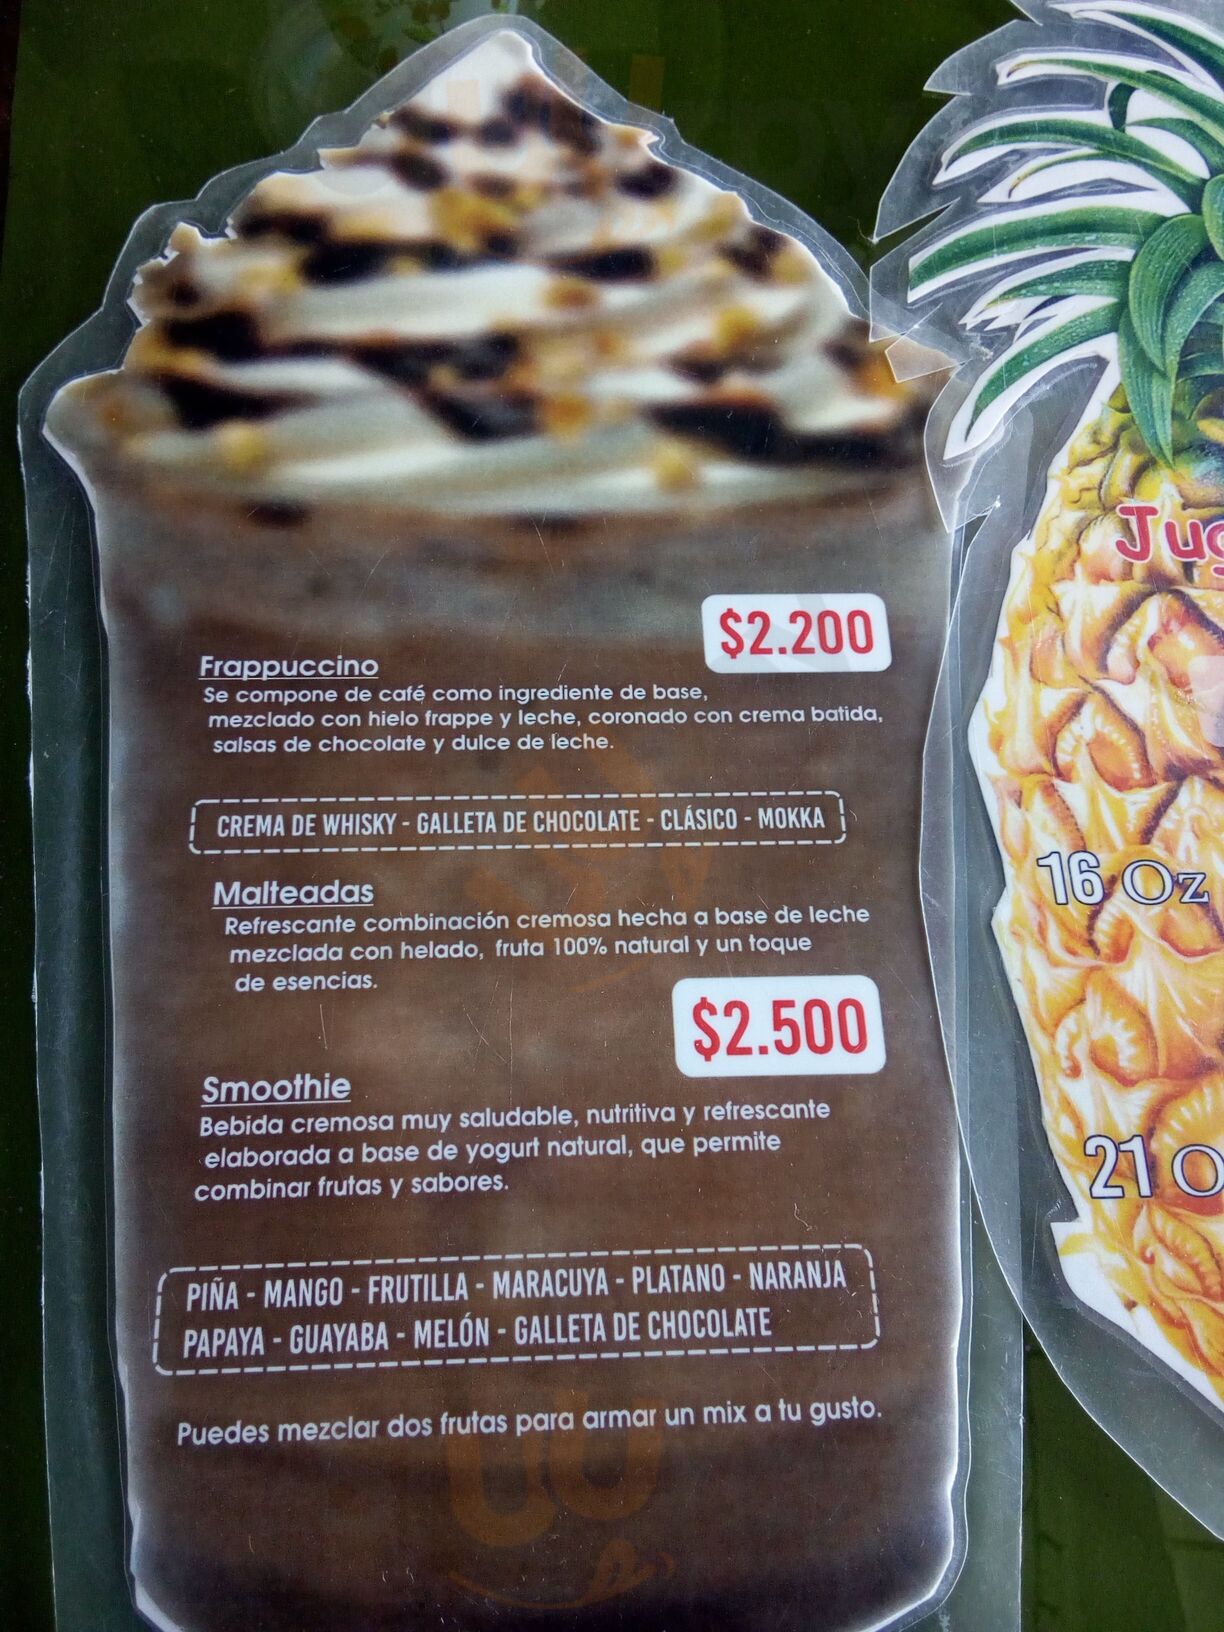 $2.200
Frappuccino
Se compone de café como ingrediente de base,
mezclado con hielo frappe y leche, coronado con crema batida,
salsas de chocolate y dulce de leche.
CREMA DE WHISKY - GALLETA DE CHOCOLATE - CLÁSICO - MOKKA
Malteadas
Refrescante combinación cremosa hecha a base de leche
mezclada con helado, fruta 100% natural y un toque
de esencias.
$2.500
Smoothie
Bebida cremosa muy saludable, nutritiva y refrescante
elaborada a base de yogurt natural, que permite
combinar frutas y sabores.
PIÑA - MANGO - FRUTILLA - MARACUYA - PLATANO - NARANJA
PAPAYA - GUAYABA - MELÓN - GALLETA DE CHOCOLATE
Puedes mezclar dos frutas para armar un mix a tu gusto.
16 Oz
21